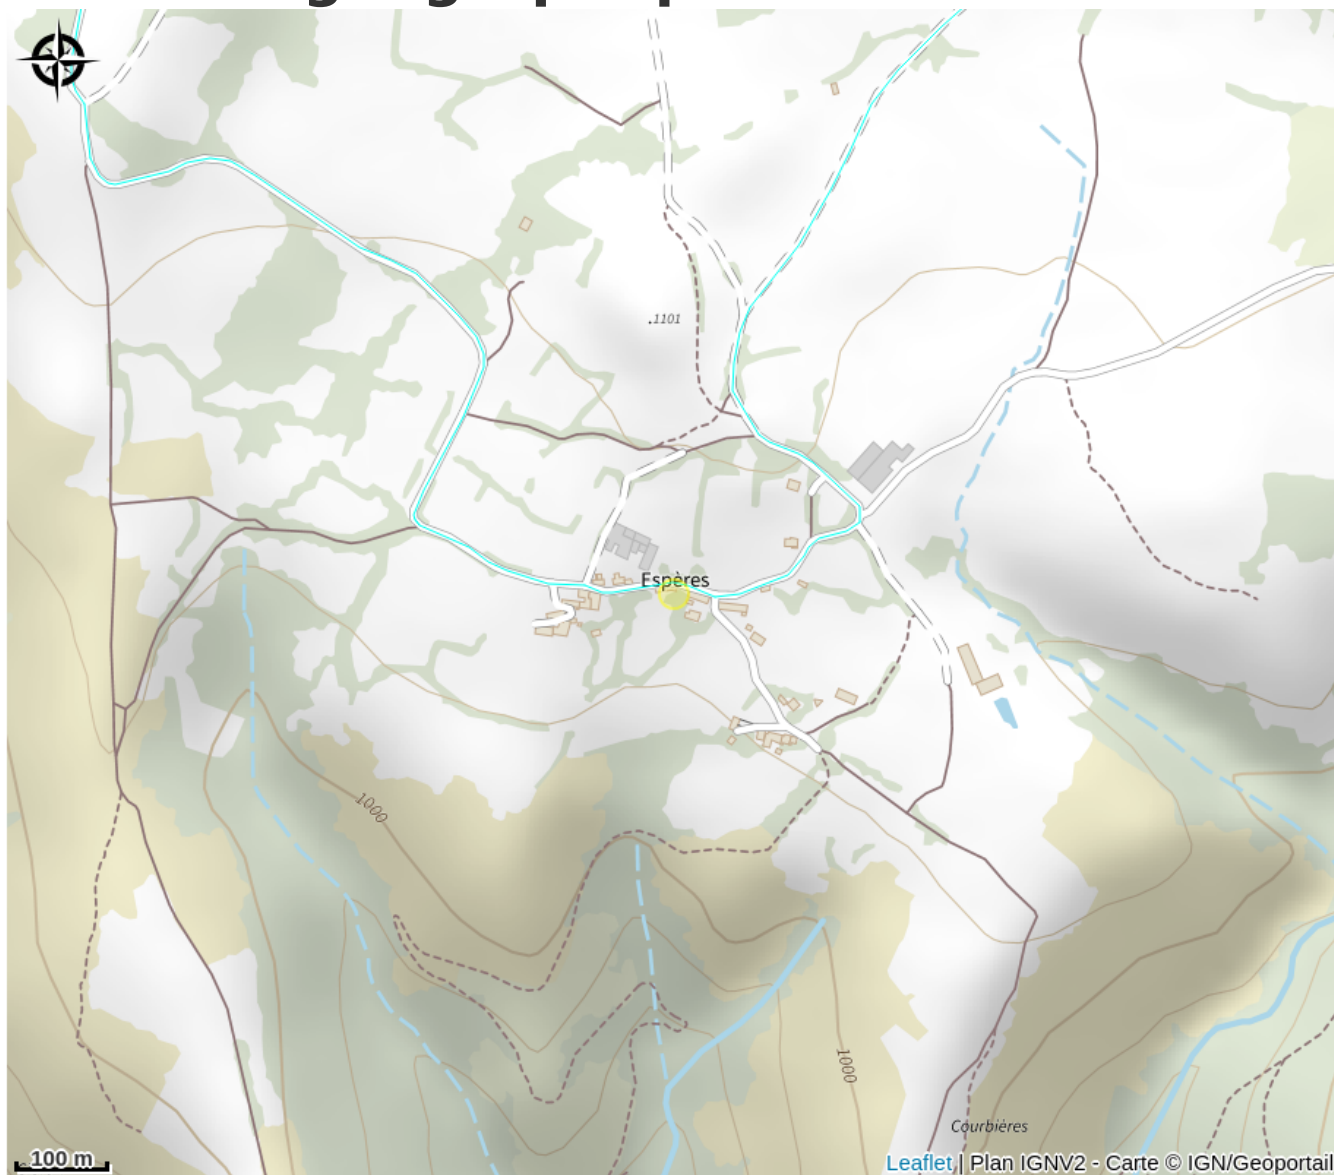 1101
Espères
1000
1000
Courbières
100 m
Leaflet | Plan IGNV2 - Carte © IGN/Geoportail